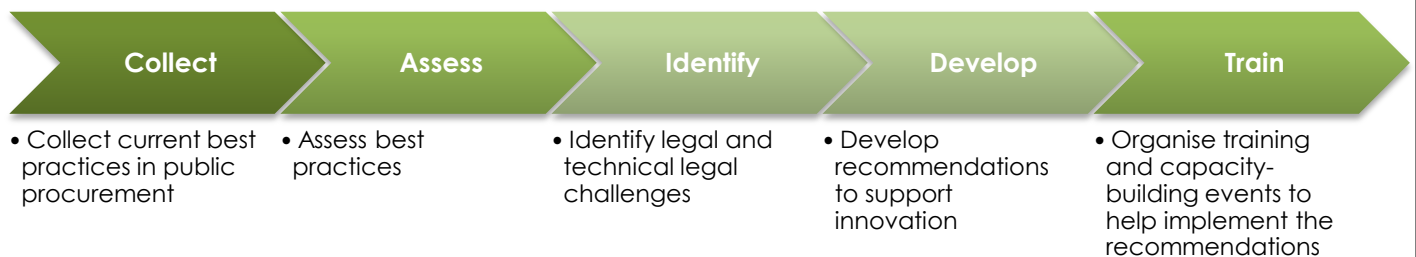 Collect
Assess
Identify
Develop
Train
• Collect current best
practices in public
procurement
• Assess best
practices
• Identify legal and
technical legal
challenges
• Develop
recommendations
to support
innovation
• Organise training
and capacity-
building events to
help implement the
recommendations